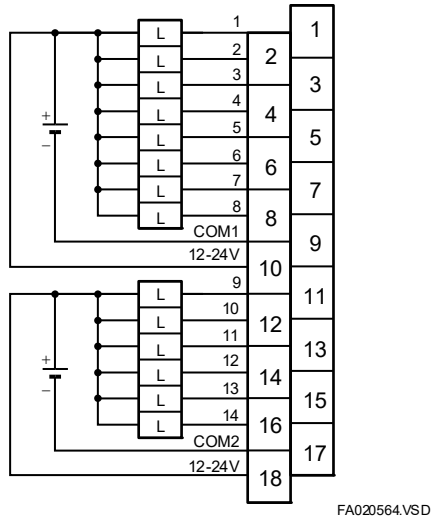 L 1 1
L 2 2
L 3 3
L 4 4
L 5 5
L 6 6
L 7 7
L 8 8
COM1 9
12-24V 10
L 9 11
L 10 12
L 11 13
L 12 14
L 13 15
L 14 16
COM2 17
12-24V 18
+
−
+
−
FA020564.VSD